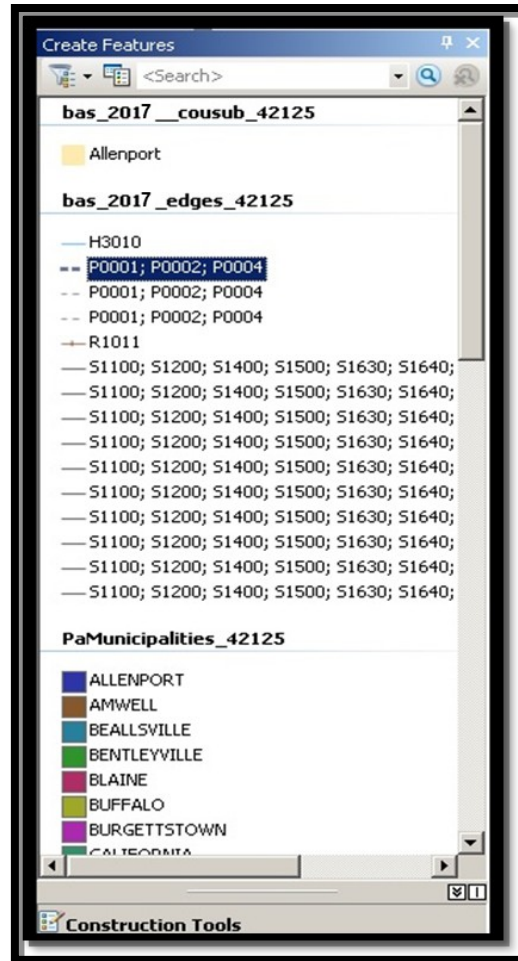 Create Features
<Search>
bas_2017 __cousub_42125
Allenport
bas_2017 _edges_42125
H3010
P0001; P0002; P0004
P0001; P0002; P0004
P0001; P0002; P0004
R1011
S1100; S1200; S1400; S1500; S1630; S1640;
S1100; S1200; S1400; S1500; S1630; S1640;
S1100; S1200; S1400; S1500; S1630; S1640;
S1100; S1200; S1400; S1500; S1630; S1640;
S1100; S1200; S1400; S1500; S1630; S1640;
S1100; S1200; S1400; S1500; S1630; S1640;
S1100; S1200; S1400; S1500; S1630; S1640;
S1100; S1200; S1400; S1500; S1630; S1640;
S1100; S1200; S1400; S1500; S1630; S1640;
S1100; S1200; S1400; S1500; S1630; S1640;
PaMunicipalities_42125
ALLENPORT
AMWELL
BEALLSVILLE
BENTLEYVILLE
BLAINE
BUFFALO
BURGETTSTOWN
CALIFORNIA
Construction Tools